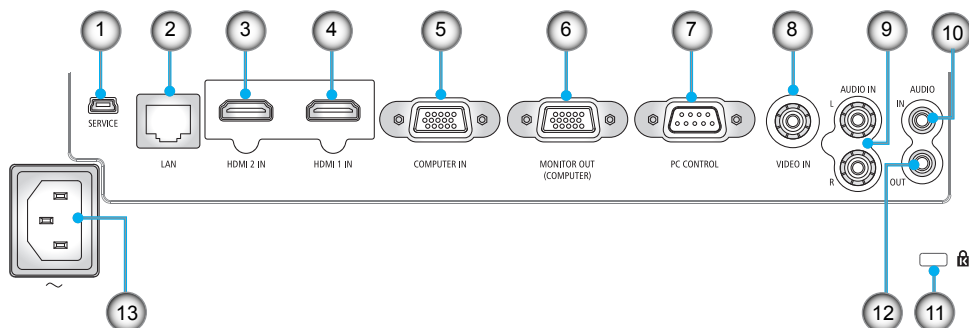 1 2 3 4 5 6 7 8 9 10
AUDIO IN AUDIO
L IN
SERVICE
LAN HDMI 2 IN HDMI 1 IN COMPUTER IN MONITOR OUT (COMPUTER) PC CONTROL VIDEO IN
R OUT
K
13 12 11